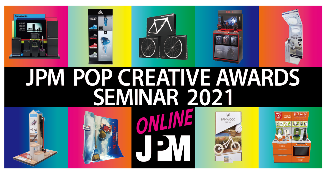 JPM POP CREATIVE AWARDS
SEMINAR 2021
ONLINE
JPM